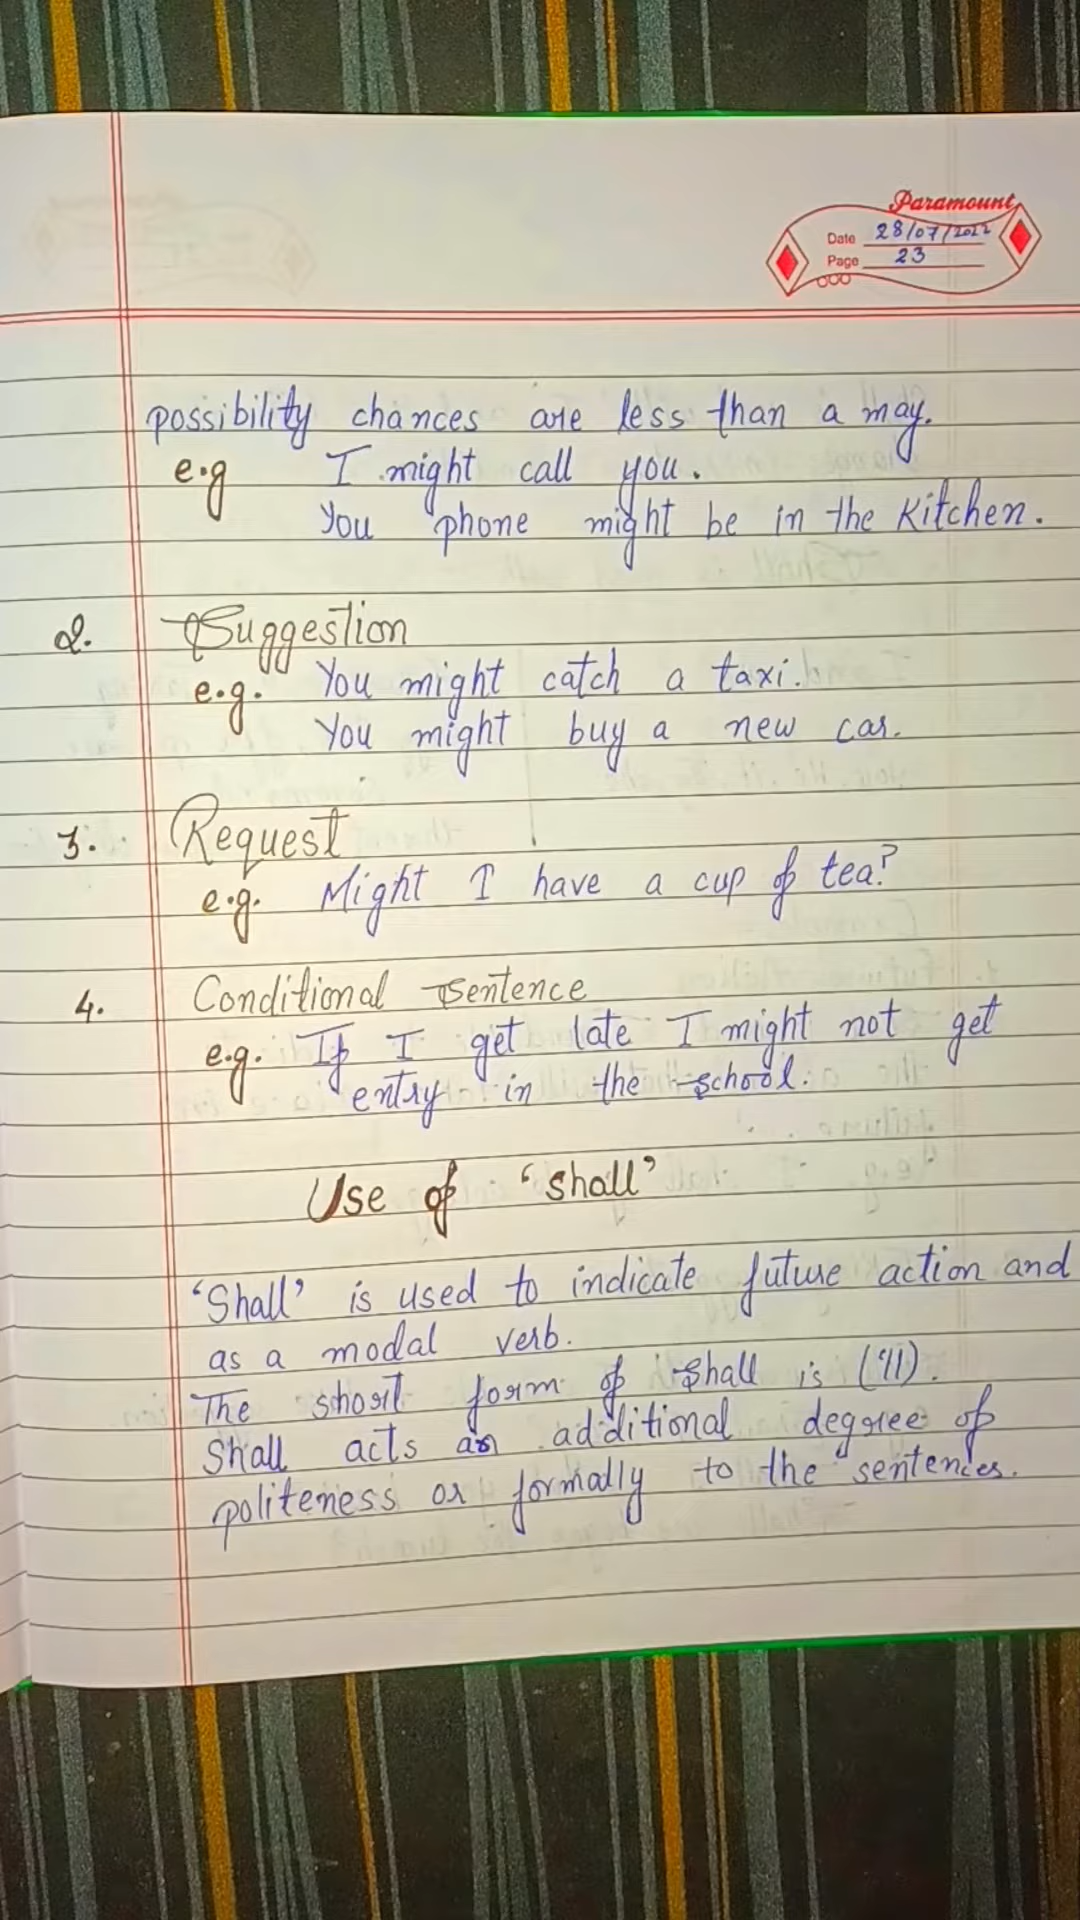 Paramount
Date 28/07/2022
Page 23
possibility chances are less than a may.
e.g I might call you.
You phone might be in the Kitchen.
2. Suggestion
e.g. You might catch a taxi.
You might buy a new car.
3. Request
e.g. Might I have a cup of tea?
4. Conditional Sentence
e.g. If I get late I might not get
entry in the school.
Use of 'shall'
'Shall' is used to indicate future action and
as a modal verb.
The short form of shall is ('ll).
Shall acts as additional degree of
politeness or formally to the sentences.